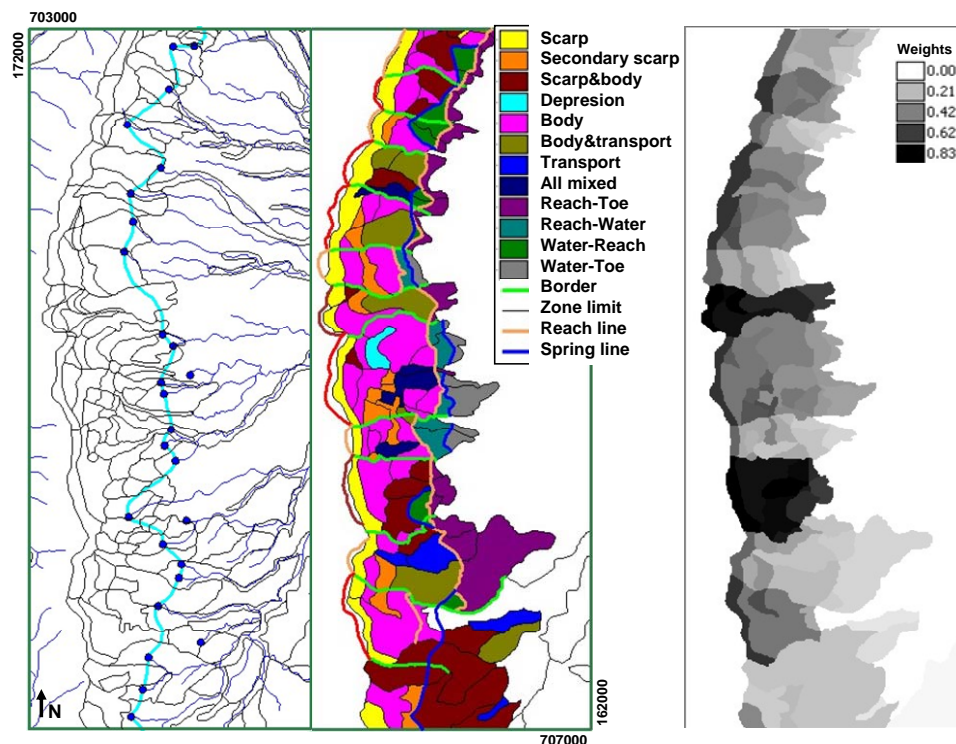 703000
172000
Scarp
Secondary scarp
Scarp&body
Depresion
Body
Body&transport
Transport
All mixed
Reach-Toe
Reach-Water
Water-Reach
Water-Toe
Border
Zone limit
Reach line
Spring line
Weights
0.00
0.21
0.42
0.62
0.83
N
162000
707000